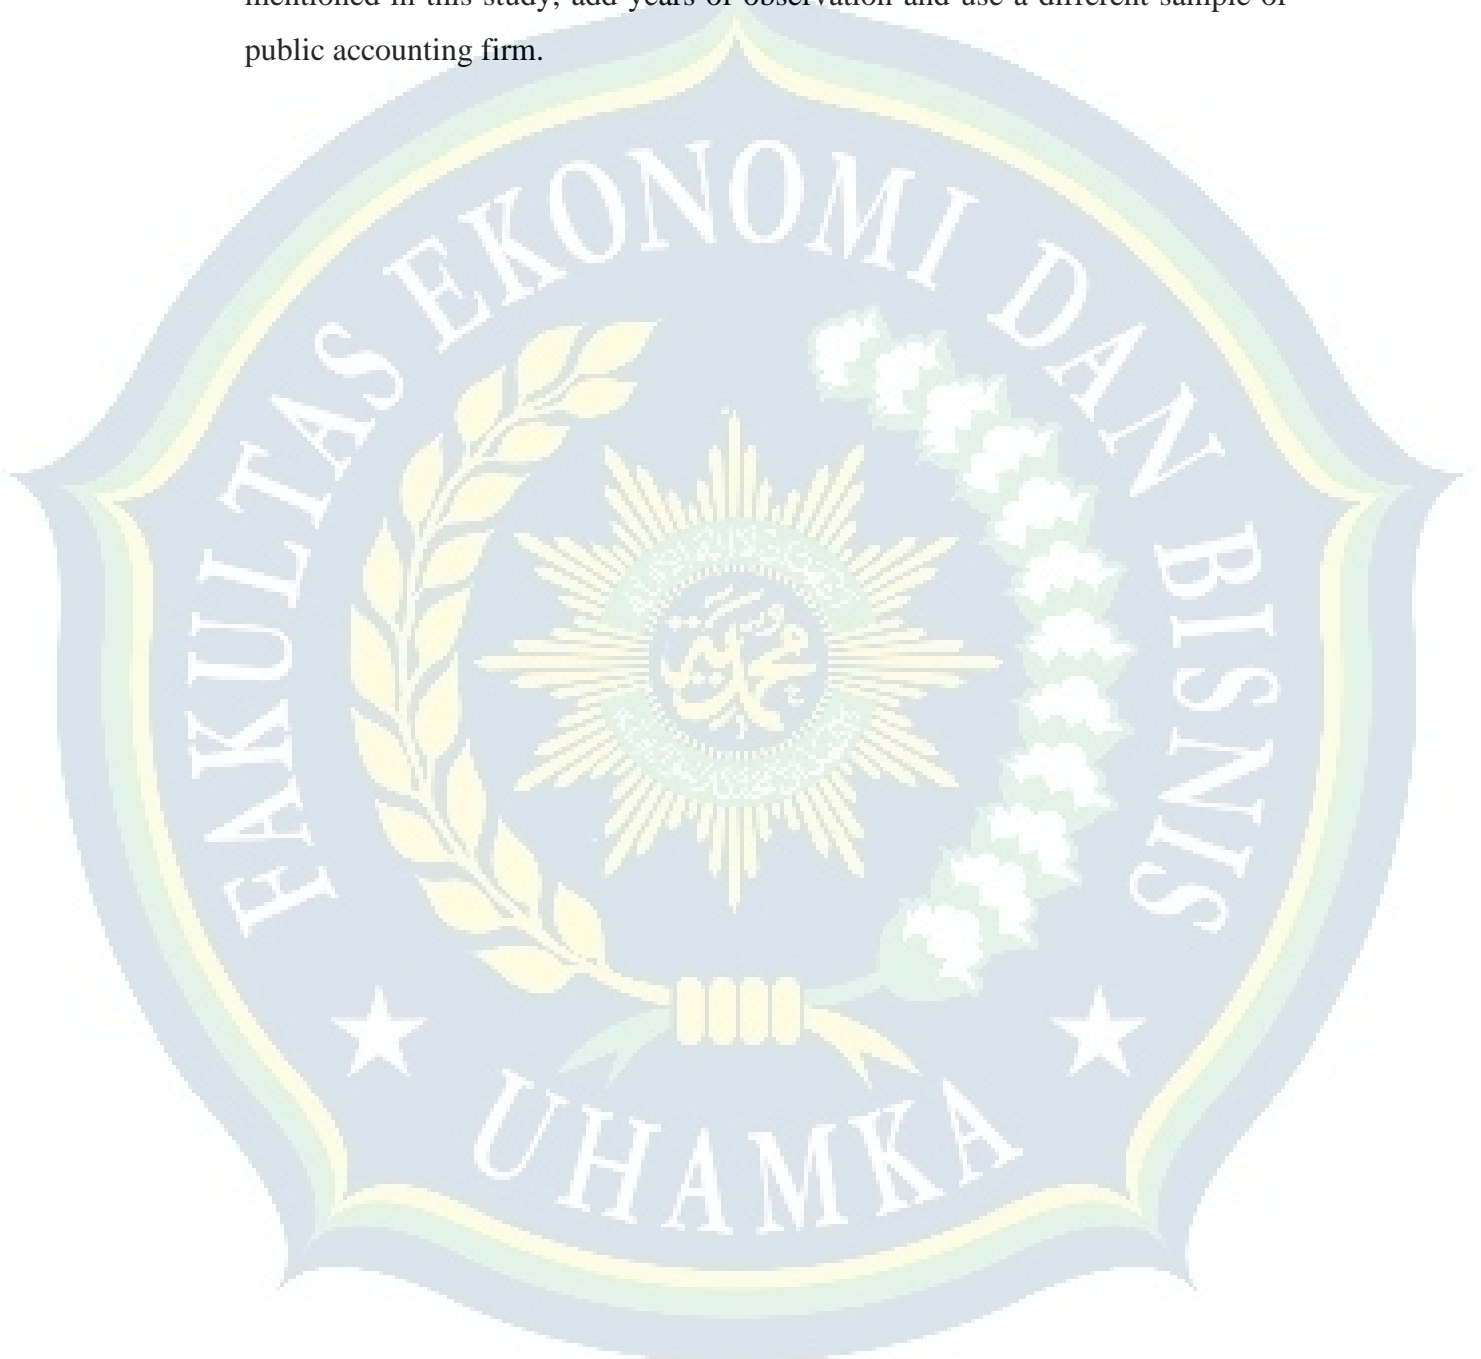 mentioned in this study, add years of observation and use a different sample of
public accounting firm.
FAKULTAS EKONOMI DAN BISNIS
محمدية
UHAMKA